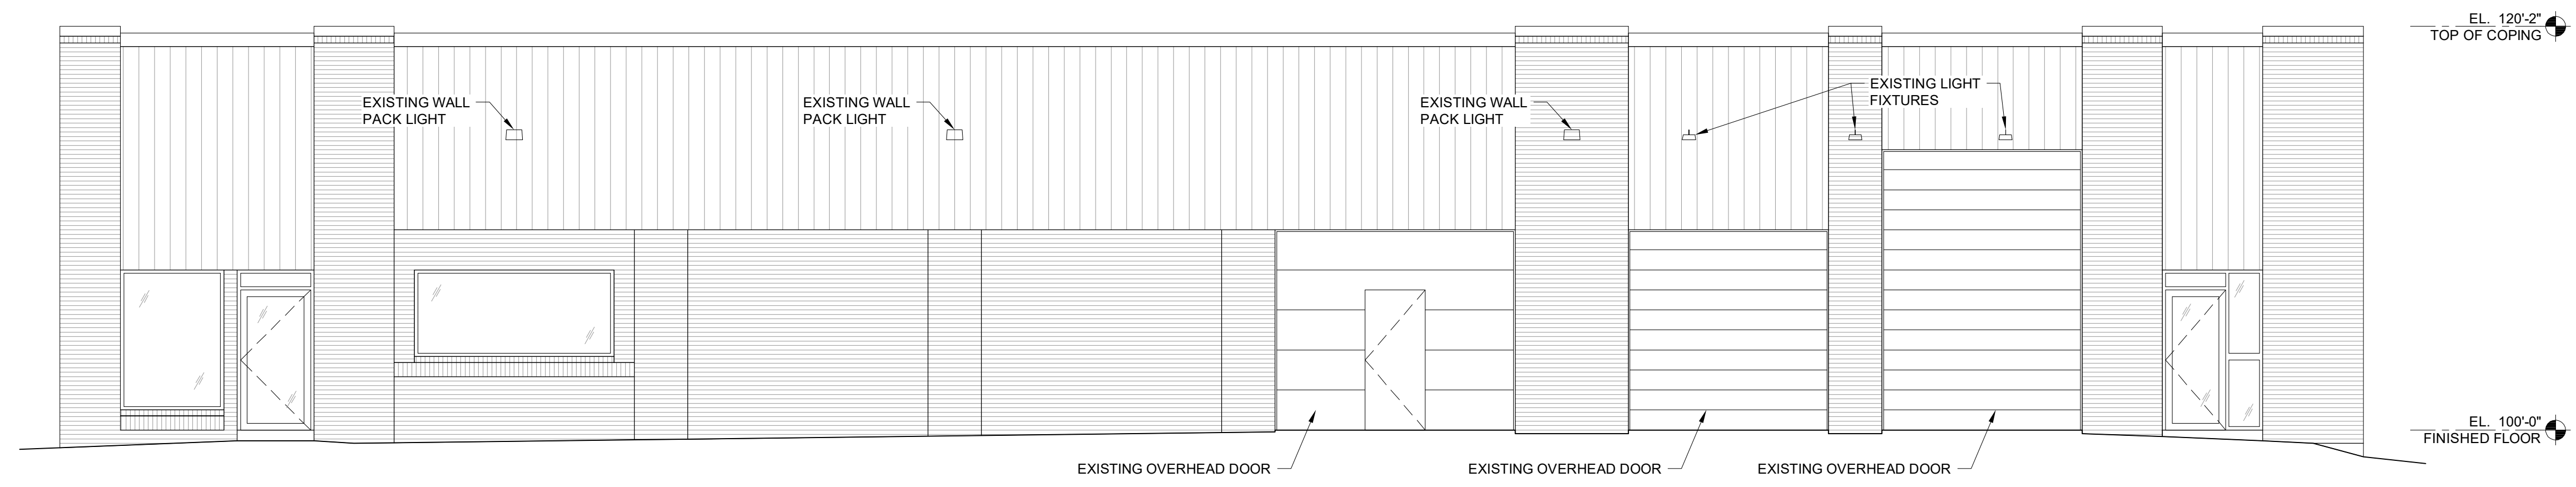 EL. 120'-2"
TOP OF COPING
EXISTING WALL
PACK LIGHT
EXISTING WALL
PACK LIGHT
EXISTING WALL
PACK LIGHT
EXISTING LIGHT
FIXTURES
EL. 100'-0"
FINISHED FLOOR
EXISTING OVERHEAD DOOR
EXISTING OVERHEAD DOOR
EXISTING OVERHEAD DOOR